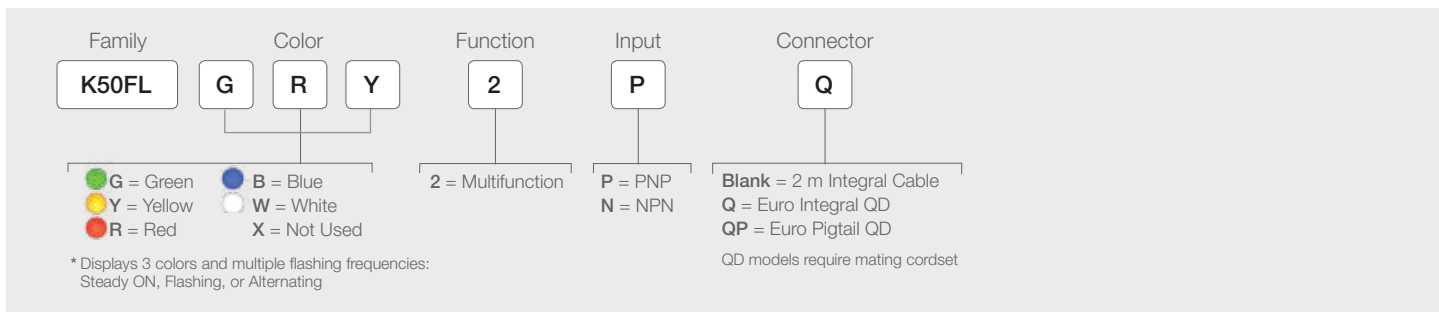 Family Color Function Input Connector
K50FL G R Y 2 P Q
G = Green B = Blue 2 = Multifunction P = PNP Blank = 2 m Integral Cable
Y = Yellow W = White N = NPN Q = Euro Integral QD
R = Red X = Not Used QP = Euro Pigtail QD
* Displays 3 colors and multiple flashing frequencies: QD models require mating cordset
Steady ON, Flashing, or Alternating